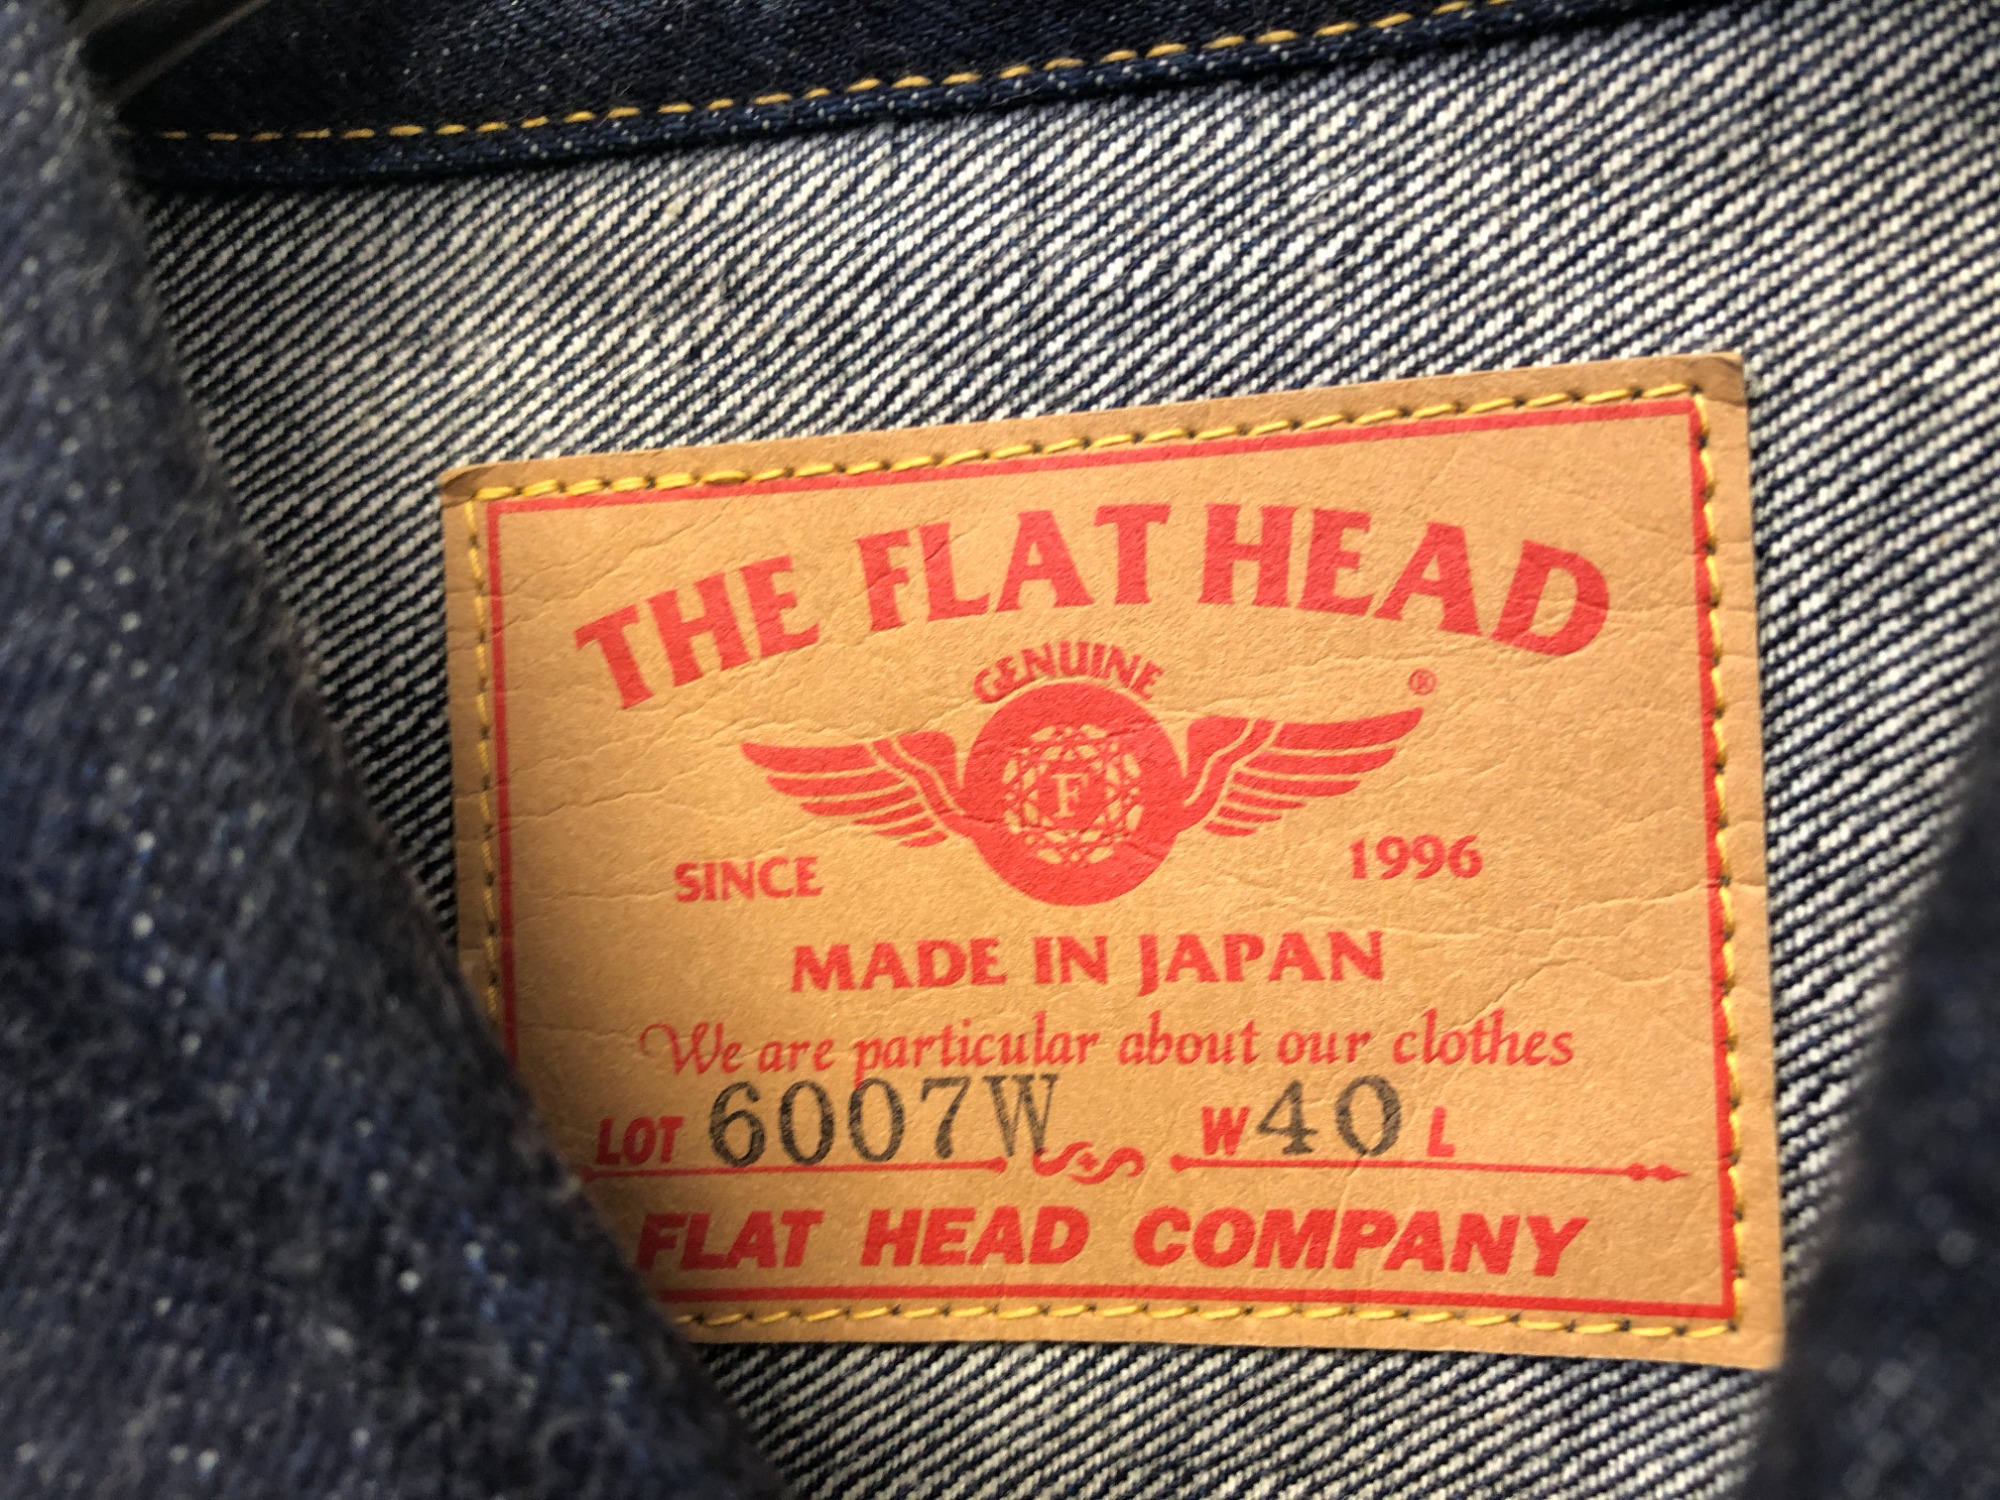 THE FLAT HEAD
GENUINE
®
F
SINCE 1996
MADE IN JAPAN
We are particular about our clothes
LOT 6007W W 40 L
FLAT HEAD COMPANY